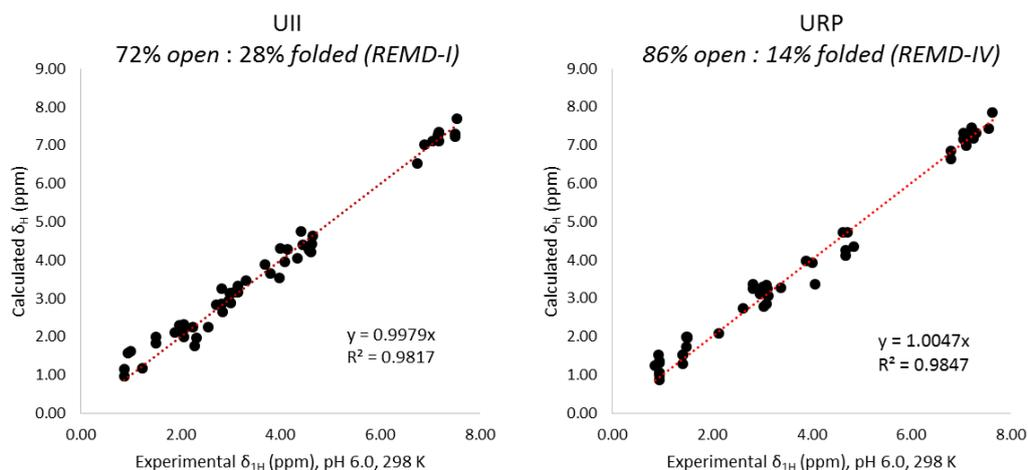 UII
72% open : 28% folded (REMD-I)
9.00
8.00
7.00
6.00
5.00
4.00
3.00
2.00
1.00
0.00
Calculated δH (ppm)
y = 0.9979x
R² = 0.9817
0.00 2.00 4.00 6.00 8.00
Experimental δ1H (ppm), pH 6.0, 298 K
URP
86% open : 14% folded (REMD-IV)
9.00
8.00
7.00
6.00
5.00
4.00
3.00
2.00
1.00
0.00
Calculated δH (ppm)
y = 1.0047x
R² = 0.9847
0.00 2.00 4.00 6.00 8.00
Experimental δ1H (ppm), pH 6.0, 298 K